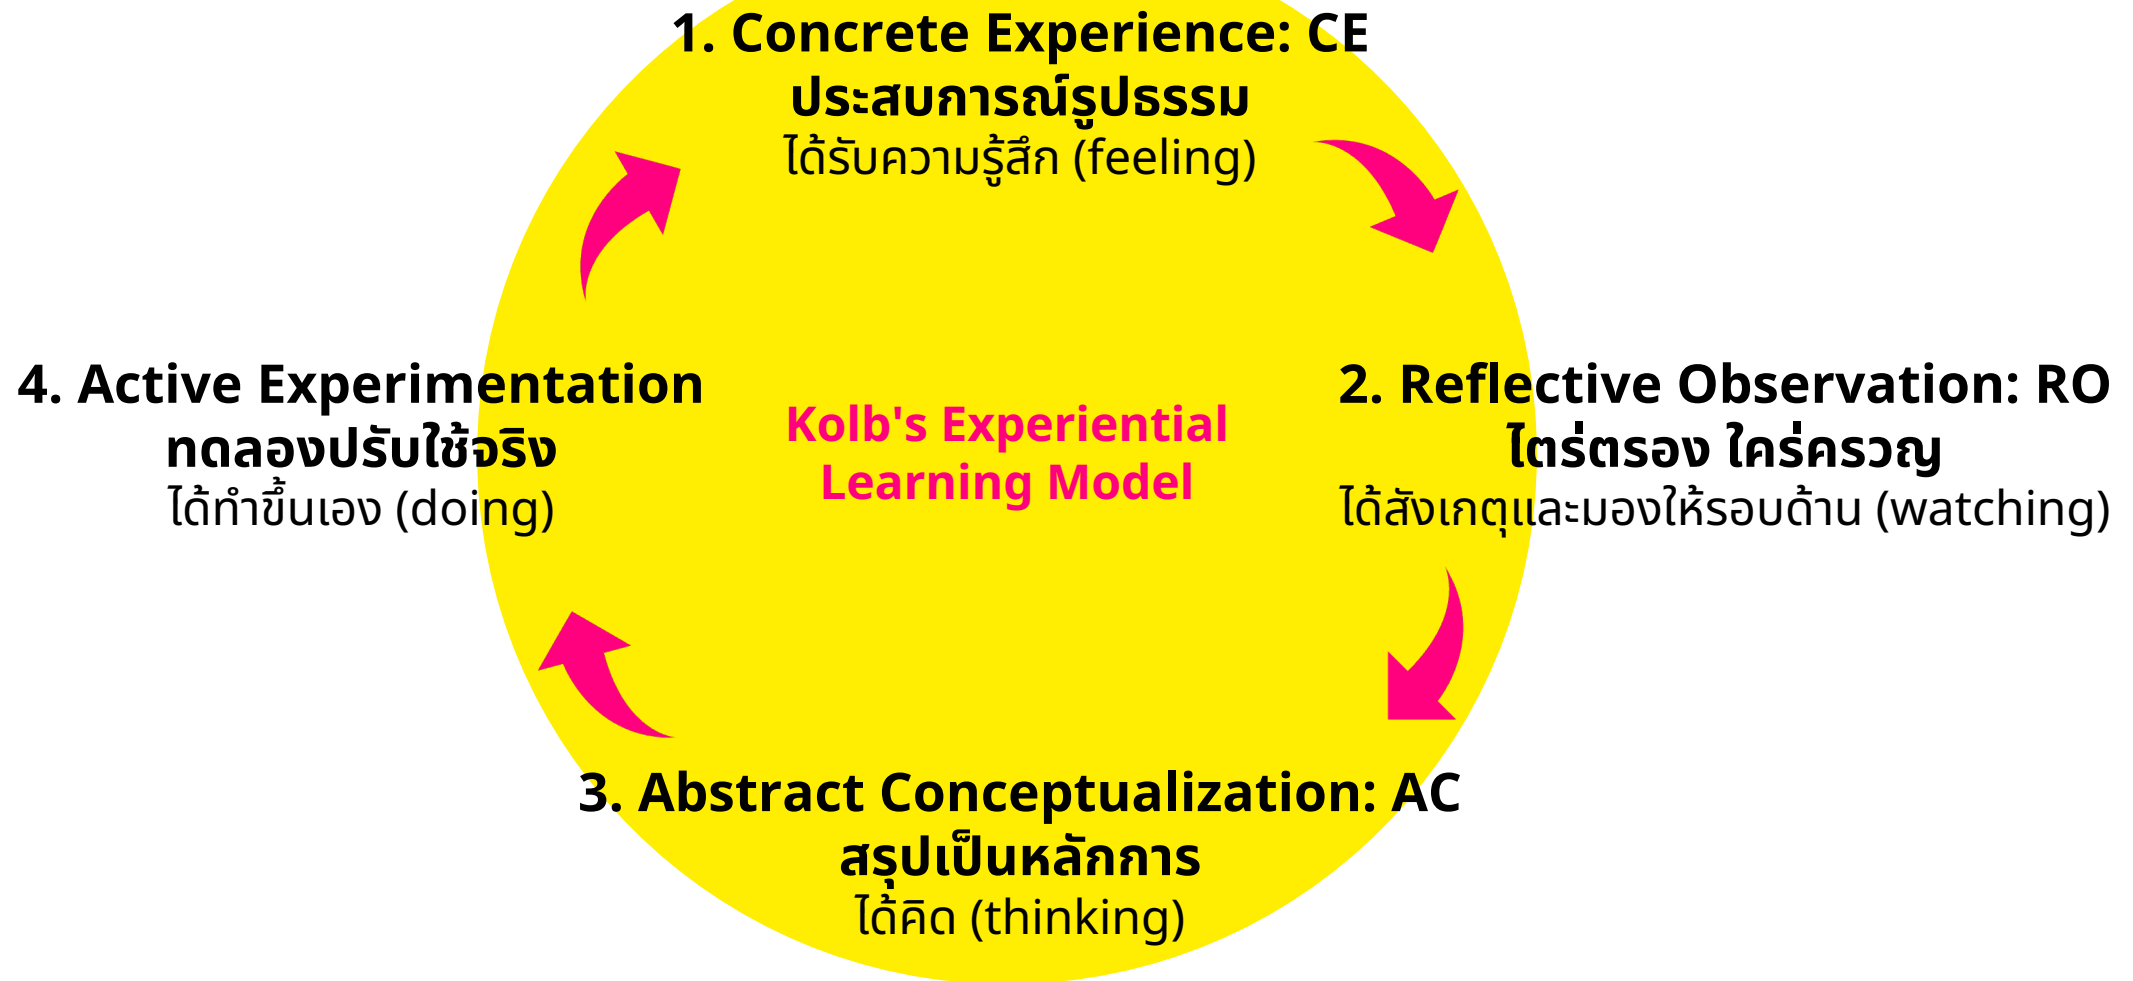 1. Concrete Experience: CE
ประสบการณ์รูปธรรม
ได้รับความรู้สึก (feeling)
4. Active Experimentation
ทดลองปรับใช้จริง
ได้ทำขึ้นเอง (doing)
Kolb's Experiential
Learning Model
2. Reflective Observation: RO
ไตร่ตรอง ใคร่ครวญ
ได้สังเกตุและมองให้รอบด้าน (watching)
3. Abstract Conceptualization: AC
สรุปเป็นหลักการ
ได้คิด (thinking)